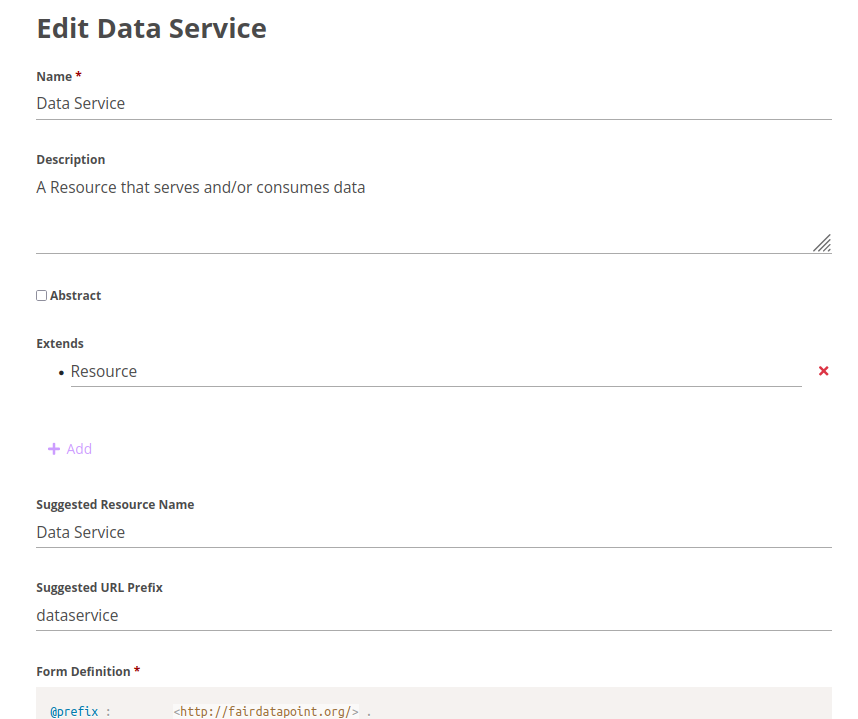 Edit Data Service
Name *
Data Service
Description
A Resource that serves and/or consumes data
Abstract
Extends
• Resource
Add
Suggested Resource Name
Data Service
Suggested URL Prefix
dataservice
Form Definition *
@prefix : <http://fairdatapoint.org/> .